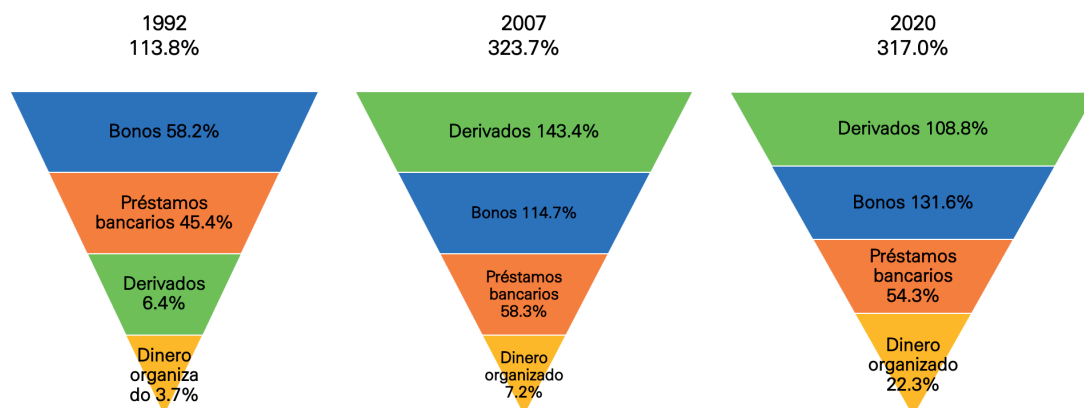 1992
113.8%
Bonos 58.2%
Préstamos
bancarios 45.4%
Derivados
6.4%
Dinero
organiza
do 3.7%
2007
323.7%
Derivados 143.4%
Bonos 114.7%
Préstamos
bancarios
58.3%
Dinero
organizado
7.2%
2020
317.0%
Derivados 108.8%
Bonos 131.6%
Préstamos
bancarios
54.3%
Dinero
organizado
22.3%